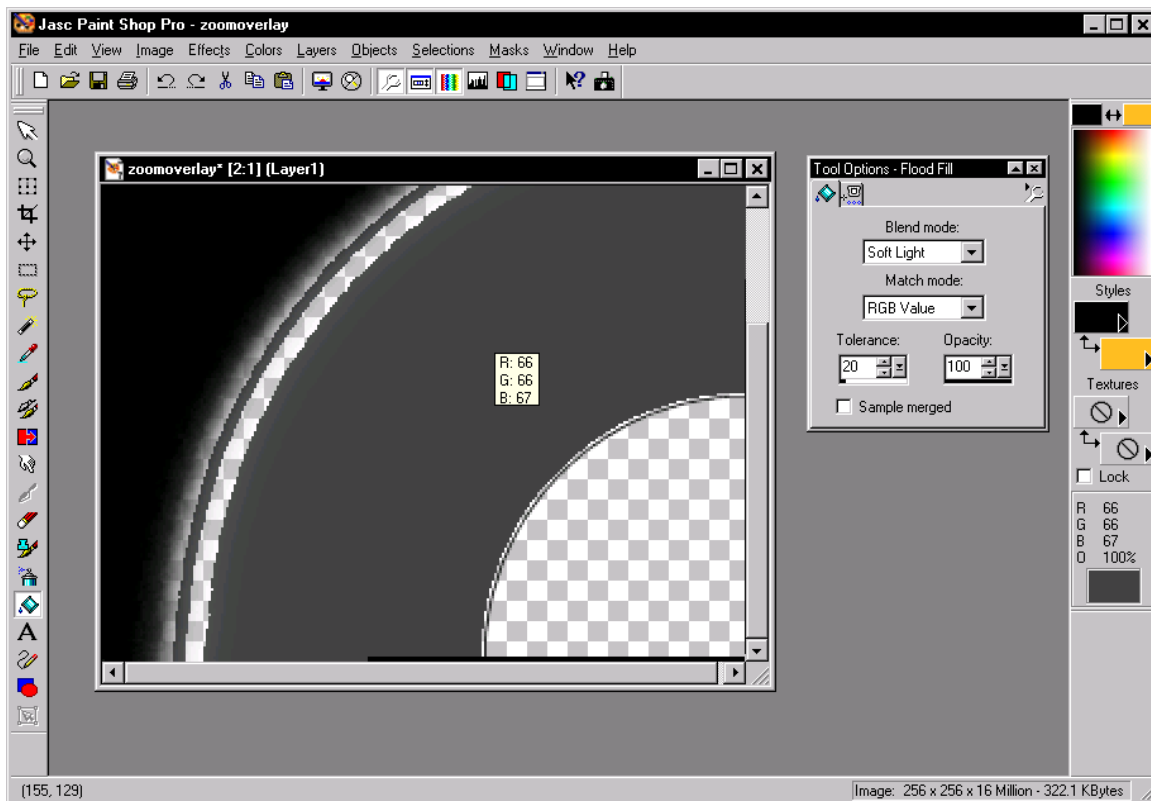 Jasc Paint Shop Pro - zoomoverlay
File Edit View Image Effects Colors Layers Objects Selections Masks Window Help
zoomoverlay* [2:1] (Layer1)
R: 66
G: 66
B: 67
Tool Options - Flood Fill
Blend mode:
Soft Light
Match mode:
RGB Value
Tolerance: Opacity:
20 100
Sample merged
Styles
Textures
Lock
R 66
G 66
B 67
O 100%
A
(155, 129)
Image: 256 x 256 x 16 Million - 322.1 KBytes